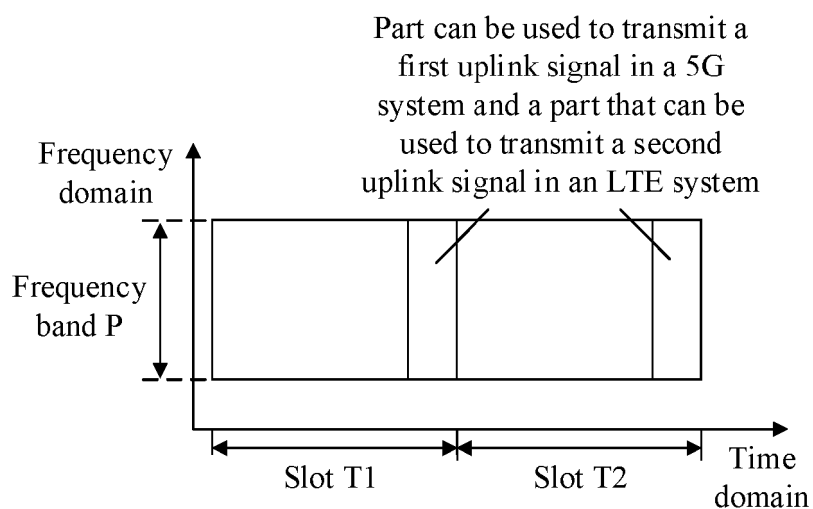 Part can be used to transmit a
first uplink signal in a 5G
system and a part that can be
used to transmit a second
uplink signal in an LTE system
Frequency
domain
Frequency
band P
Slot T1
Slot T2
Time
domain